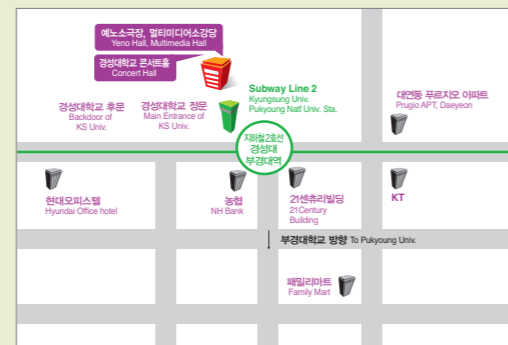 예노소극장, 멀티미디어소강당
Yeno Hall, Multimedia Hall
경성대학교 콘서트홀
Concert Hall
경성대학교 후문
Backdoor of
KS Univ.
경성대학교 정문
Main Entrance of
KS Univ.
Subway Line 2
Kyungsung Univ.
Pukyoung Nat'l Univ. Sta.
대연동 푸르지오 아파트
Prugio APT, Daeyeon
지하철 2호선
경성대
부경대역
현대오피스텔
Hyundai Office hotel
농협
NH Bank
21센츄리빌딩
21Century
Building
KT
부경대학교 방향 To Pukyoung Univ.
패밀리마트
Family Mart